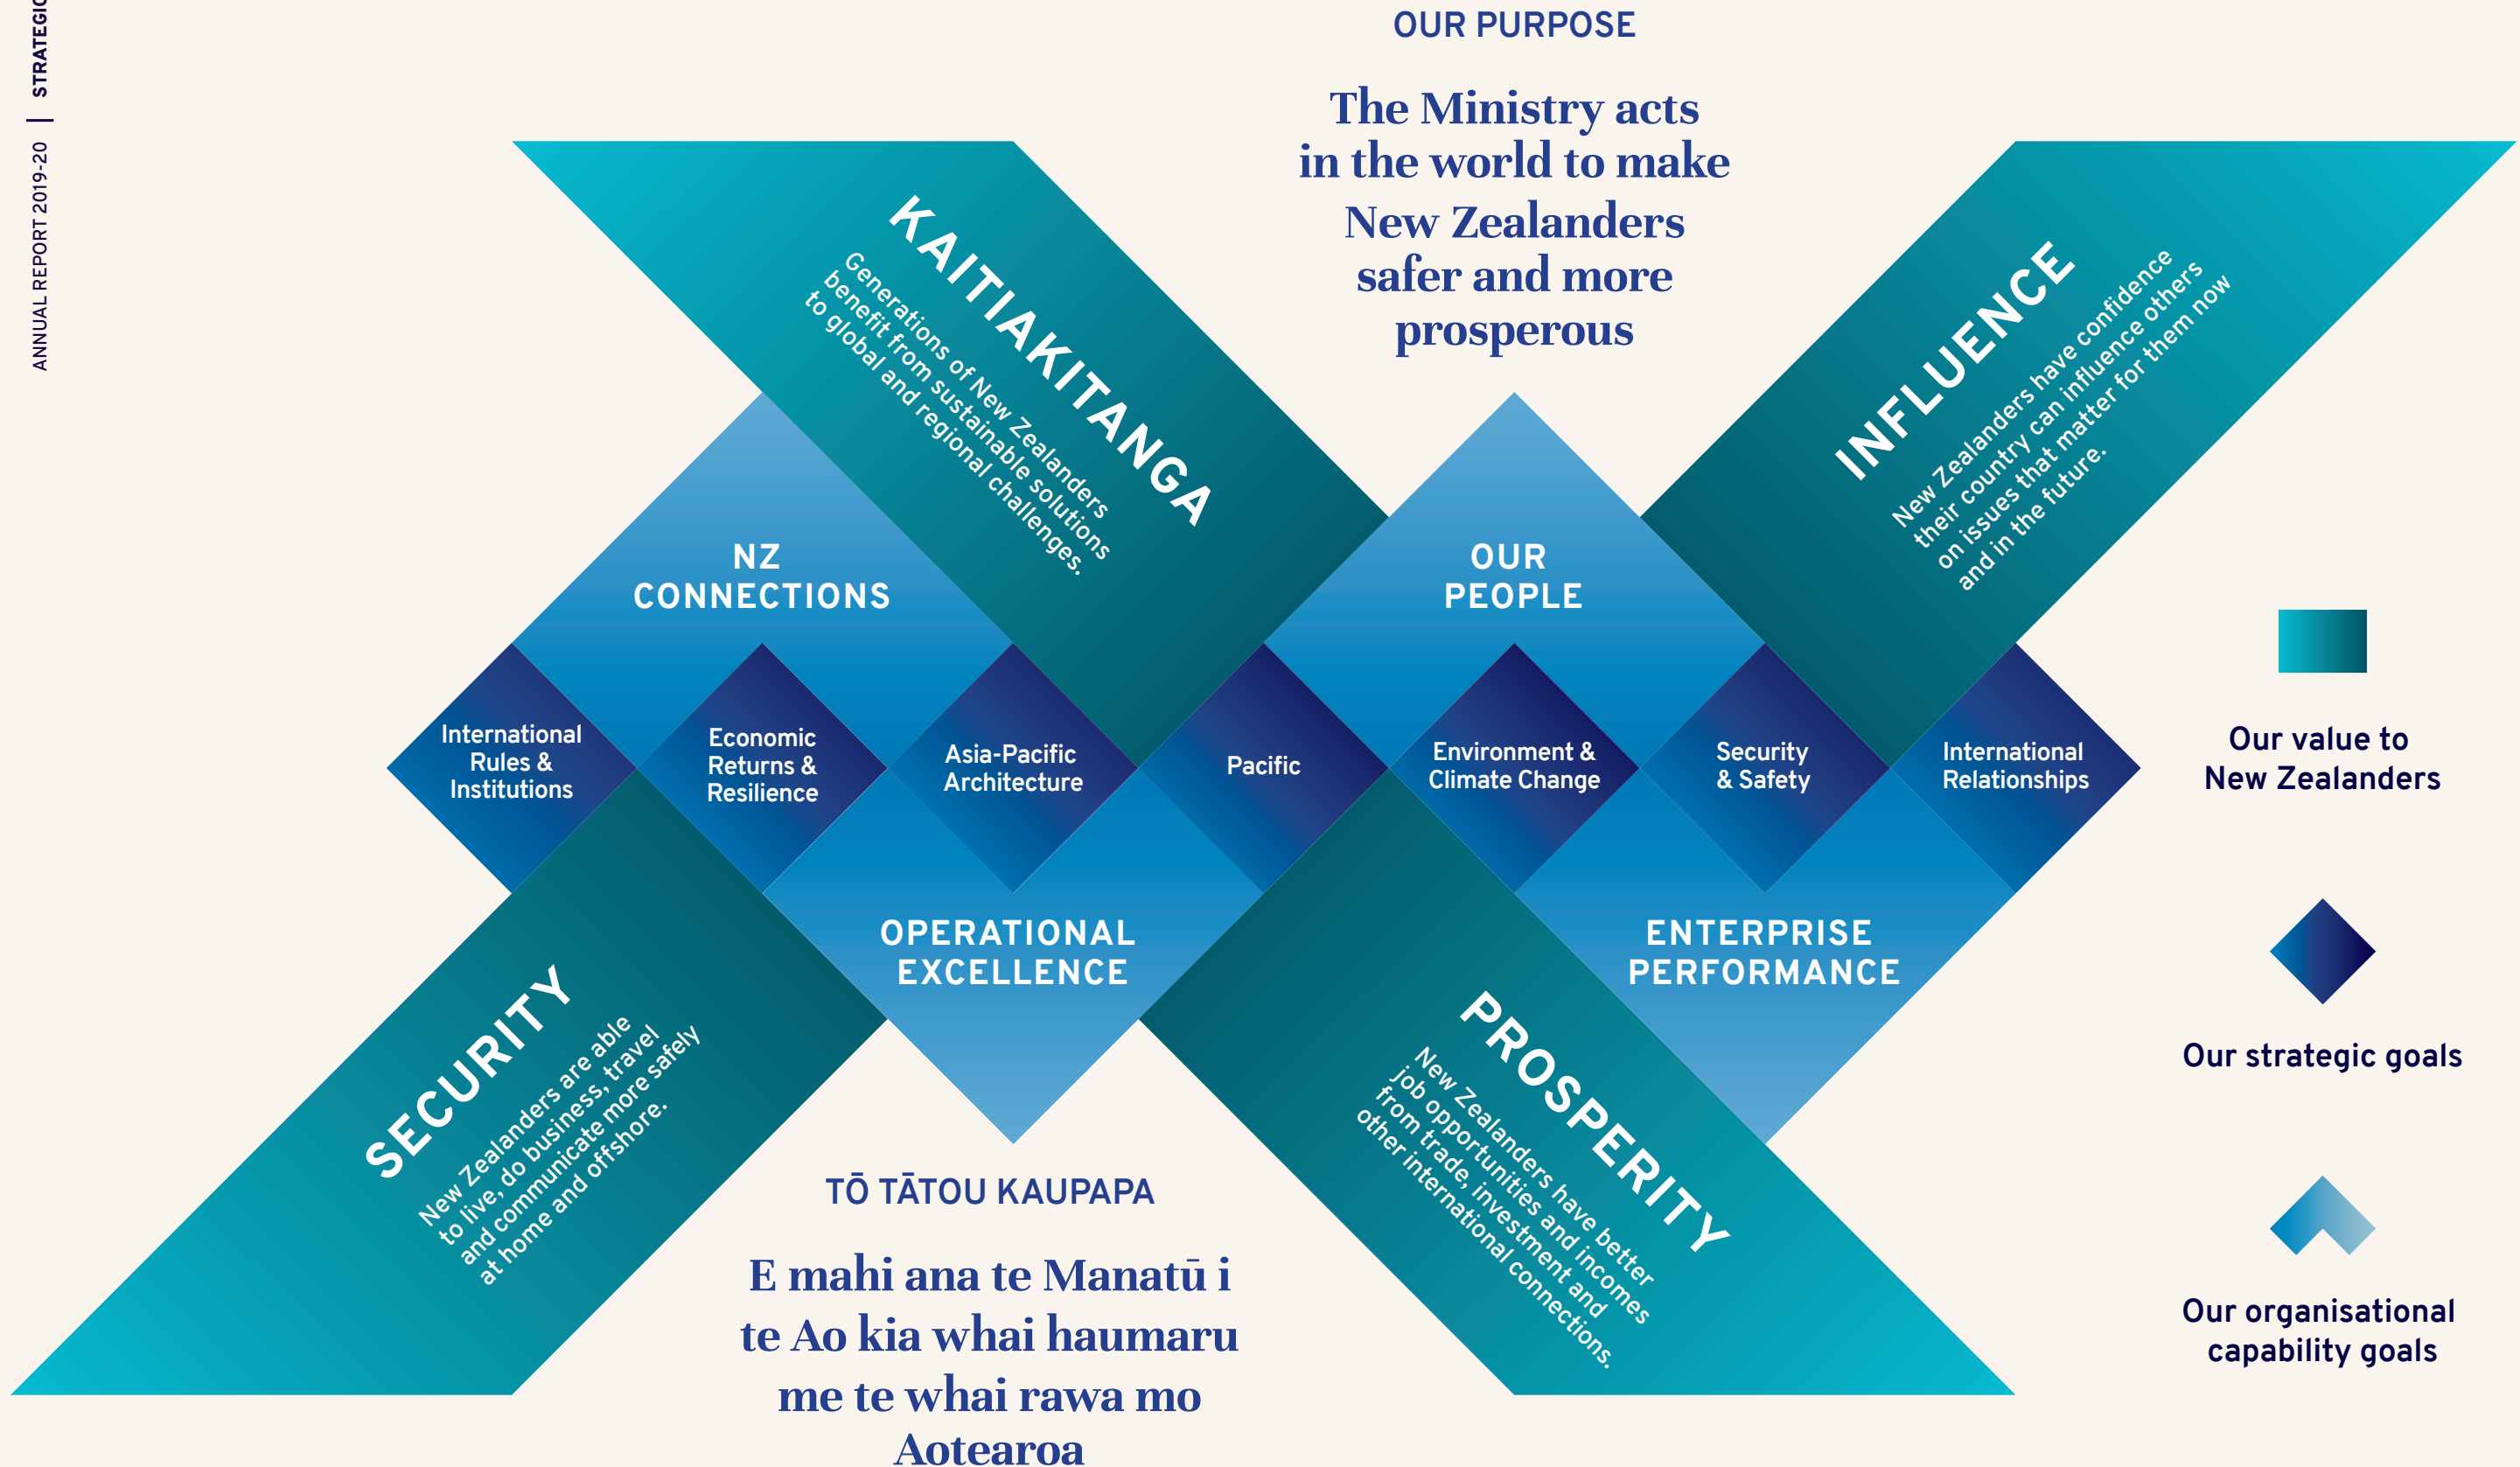 ANNUAL REPORT 2019-20 | STRATEGIC
OUR PURPOSE
The Ministry acts
in the world to make
New Zealanders
safer and more
prosperous
KAITIAKITANGA
Generations of New Zealanders
benefit from sustainable solutions
to global and regional challenges.
INFLUENCE
New Zealanders have confidence
their country can influence others
on issues that matter for them now
and in the future.
NZ
CONNECTIONS
OUR
PEOPLE
International
Rules &
Institutions
Economic
Returns &
Resilience
Asia-Pacific
Architecture
Pacific
Environment &
Climate Change
Security
& Safety
International
Relationships
OPERATIONAL
EXCELLENCE
ENTERPRISE
PERFORMANCE
SECURITY
New Zealanders are able
to live, do business, travel
and communicate more safely
at home and offshore.
PROSPERITY
New Zealanders have better
job opportunities and incomes
from trade, investment and
other international connections.
TŌ TĀTOU KAUPAPA
E mahi ana te Manatū i
te Ao kia whai haumaru
me te whai rawa mo
Aotearoa
Our value to
New Zealanders
Our strategic goals
Our organisational
capability goals